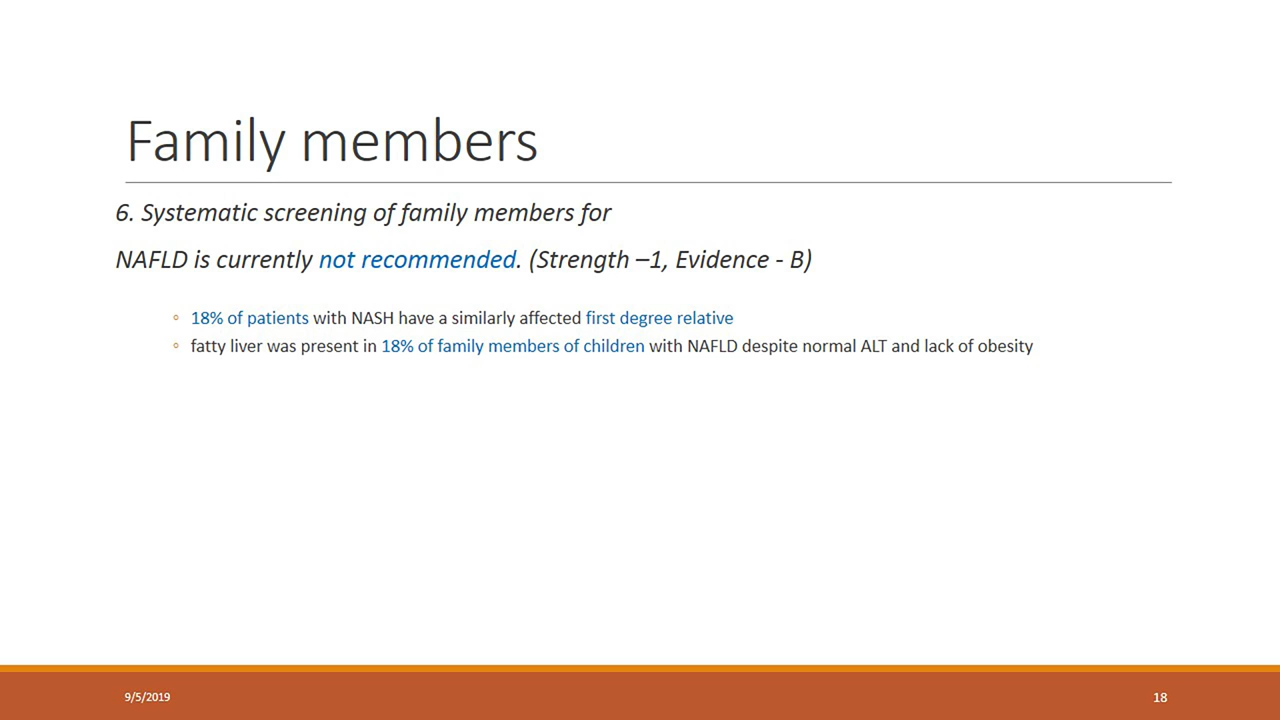 Family members
6. Systematic screening of family members for
NAFLD is currently not recommended. (Strength –1, Evidence - B)
◦ 18% of patients with NASH have a similarly affected first degree relative
◦ fatty liver was present in 18% of family members of children with NAFLD despite normal ALT and lack of obesity
9/5/2019
18